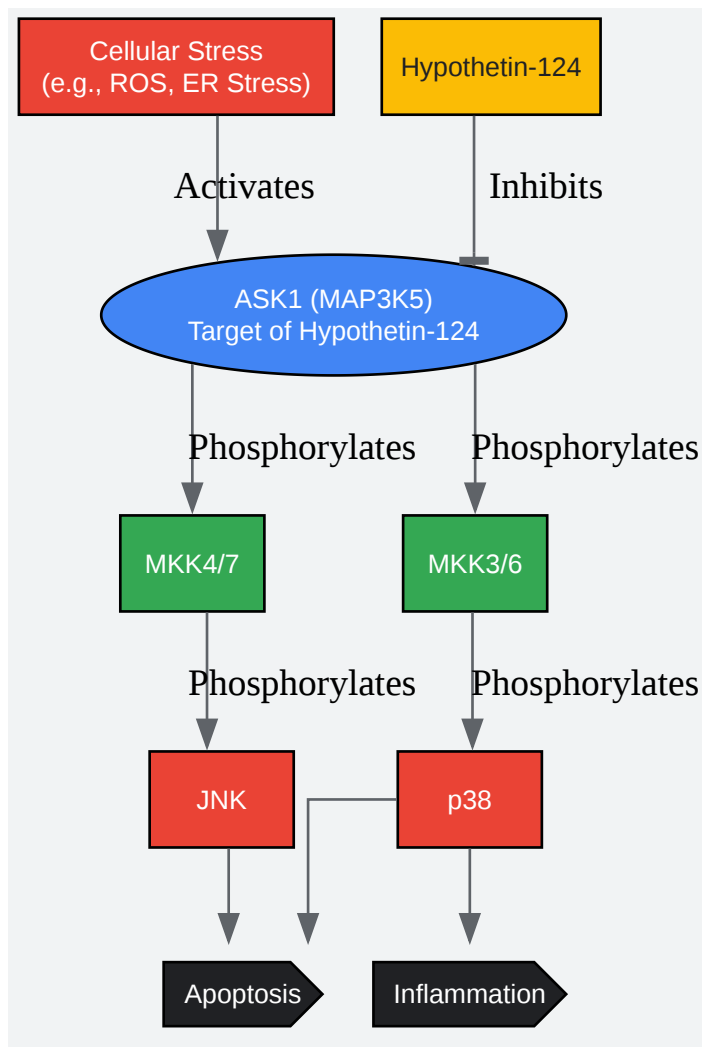 Cellular Stress
(e.g., ROS, ER Stress)
Hypothetin-124
Activates
Inhibits
ASK1 (MAP3K5)
Target of Hypothetin-124
Phosphorylates
Phosphorylates
MKK4/7
MKK3/6
Phosphorylates
Phosphorylates
JNK
p38
Apoptosis
Inflammation